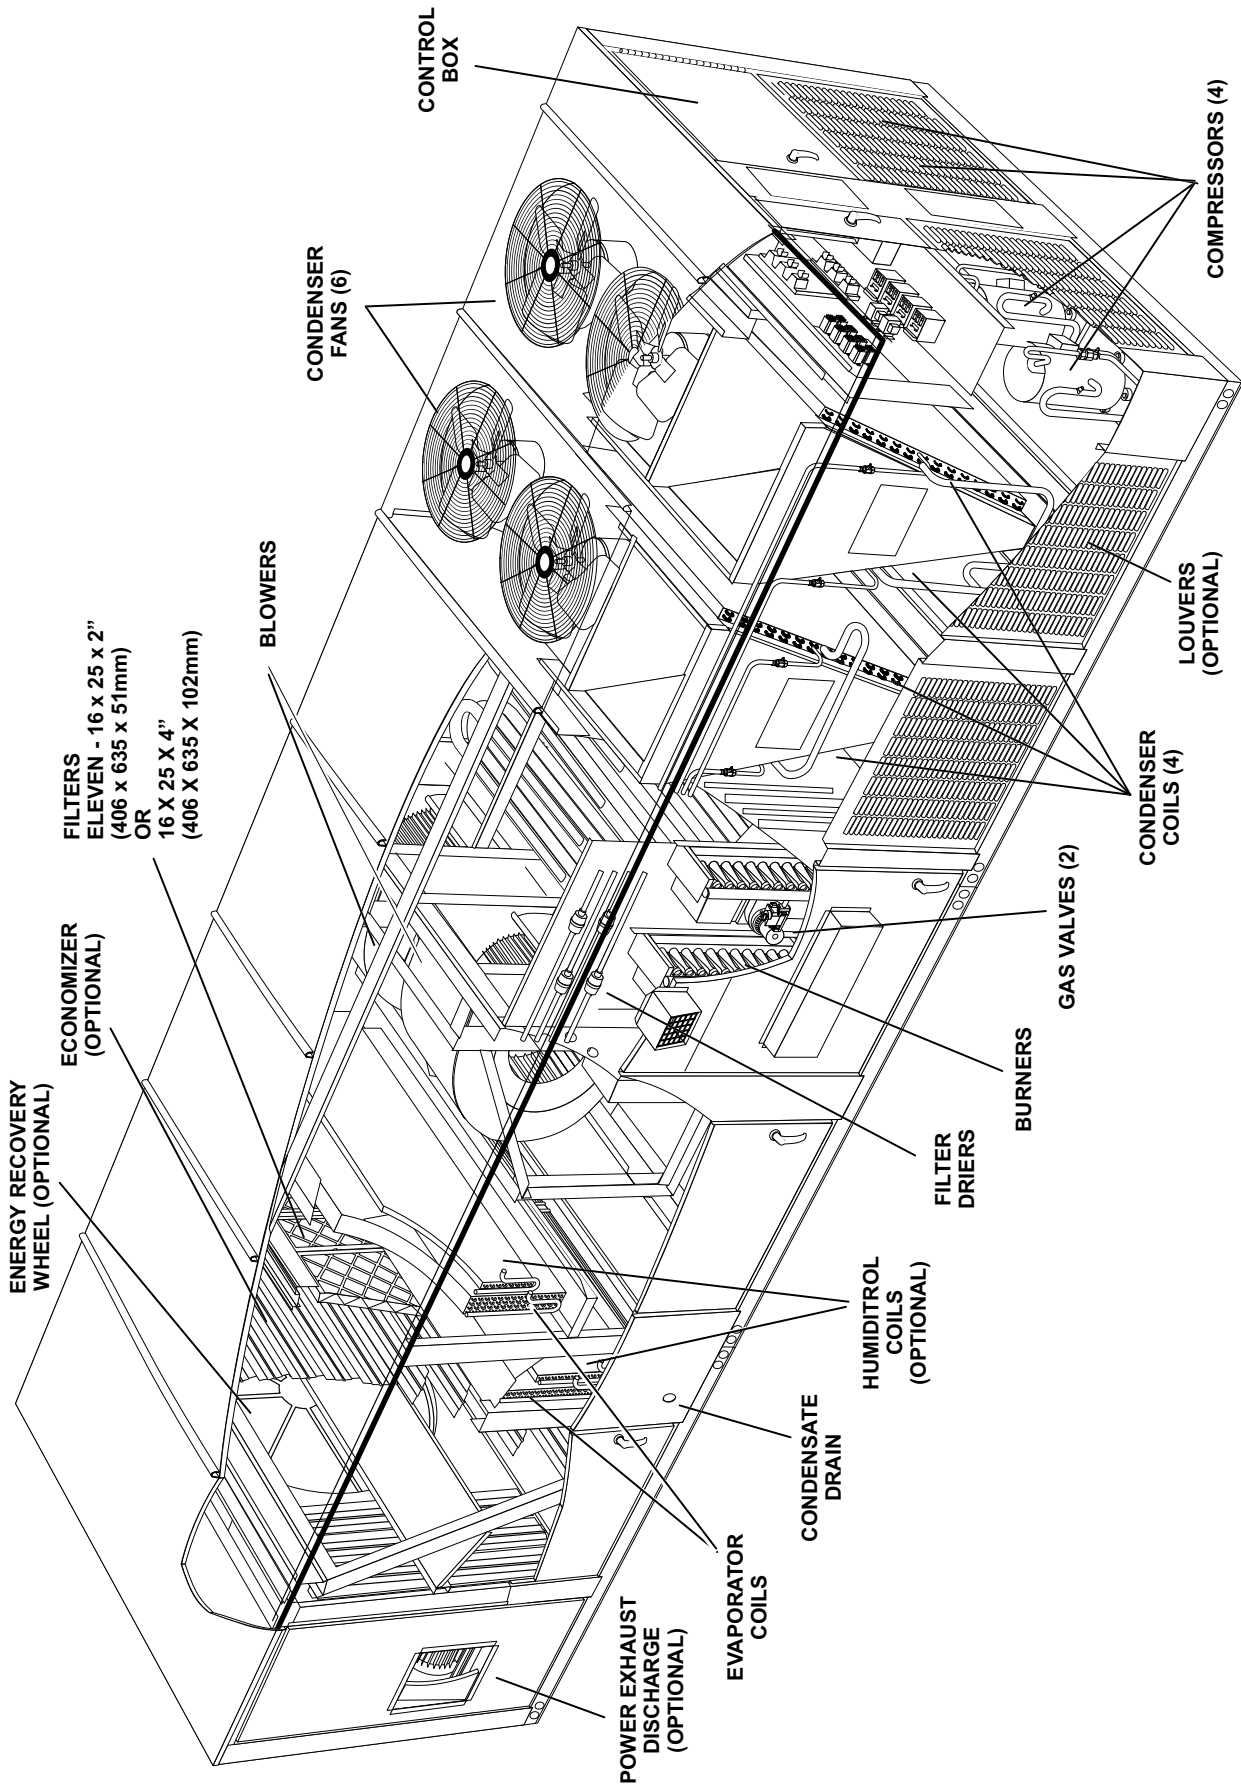 ENERGY RECOVERY
WHEEL (OPTIONAL)
ECONOMIZER
(OPTIONAL)
FILTERS
ELEVEN - 16 x 25 x 2”
(406 x 635 x 51mm)
OR
16 X 25 X 4”
(406 X 635 X 102mm)
BLOWERS
CONDENSER
FANS (6)
CONTROL
BOX
POWER EXHAUST
DISCHARGE
(OPTIONAL)
EVAPORATOR
COILS
CONDENSATE
DRAIN
HUMIDITROL
COILS
(OPTIONAL)
FILTER
DRIERS
BURNERS
GAS VALVES (2)
CONDENSER
COILS (4)
LOUVERS
(OPTIONAL)
COMPRESSORS (4)